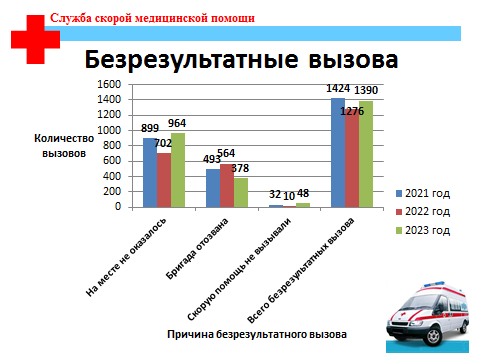 Служба скорой медицинской помощи
Безрезультатные вызова
1600
1400
1200
1000
800
600
400
200
0
Количество
вызовов
899
702
964
493
564
378
32
10
48
1424
1276
1390
2021 год
2022 год
2023 год
На месте не оказалось
Бригада отозвана
Скорую помощь не вызывали
Всего безрезультатных вызова
Причина безрезультатного вызова